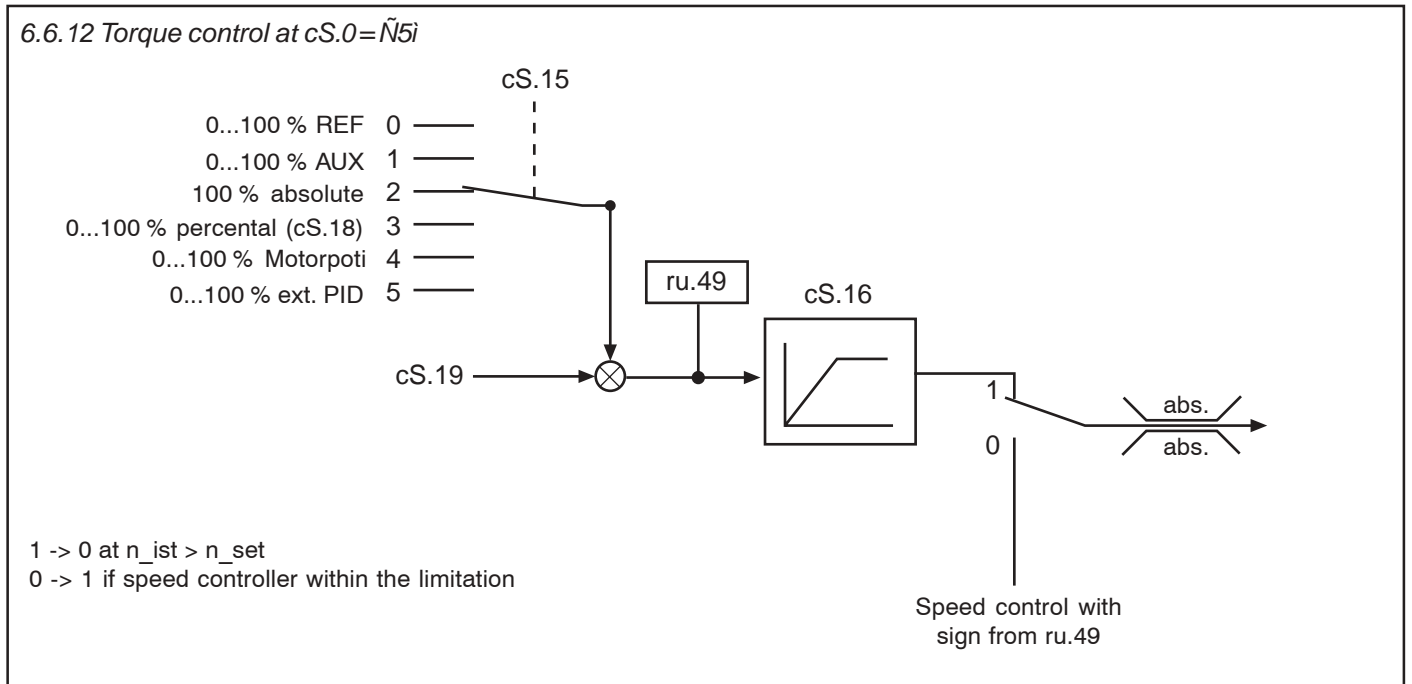 6.6.12 Torque control at cS.0=Ñ5ì
cS.15
0...100 % REF 0
0...100 % AUX 1
100 % absolute 2
0...100 % percental (cS.18) 3
0...100 % Motorpoti 4
0...100 % ext. PID 5
ru.49
cS.16
cS.19
1
abs.
0
abs.
1 -> 0 at n_ist > n_set
0 -> 1 if speed controller within the limitation
Speed control with
sign from ru.49